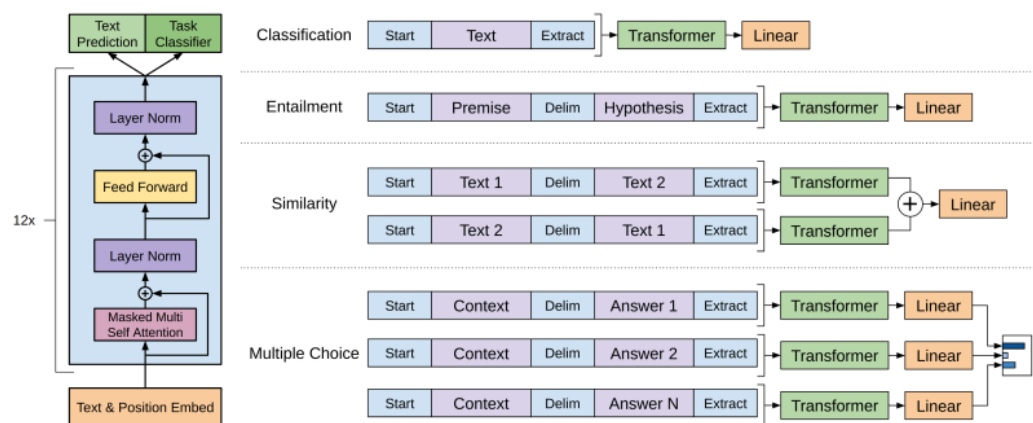 Text Prediction
Task Classifier
12x
Layer Norm
Feed Forward
Layer Norm
Masked Multi Self Attention
Text & Position Embed
Classification Start Text Extract Transformer Linear
Entailment Start Premise Delim Hypothesis Extract Transformer Linear
Similarity
Start Text 1 Delim Text 2 Extract Transformer
Start Text 2 Delim Text 1 Extract Transformer
Linear
Multiple Choice
Start Context Delim Answer 1 Extract Transformer Linear
Start Context Delim Answer 2 Extract Transformer Linear
Start Context Delim Answer N Extract Transformer Linear